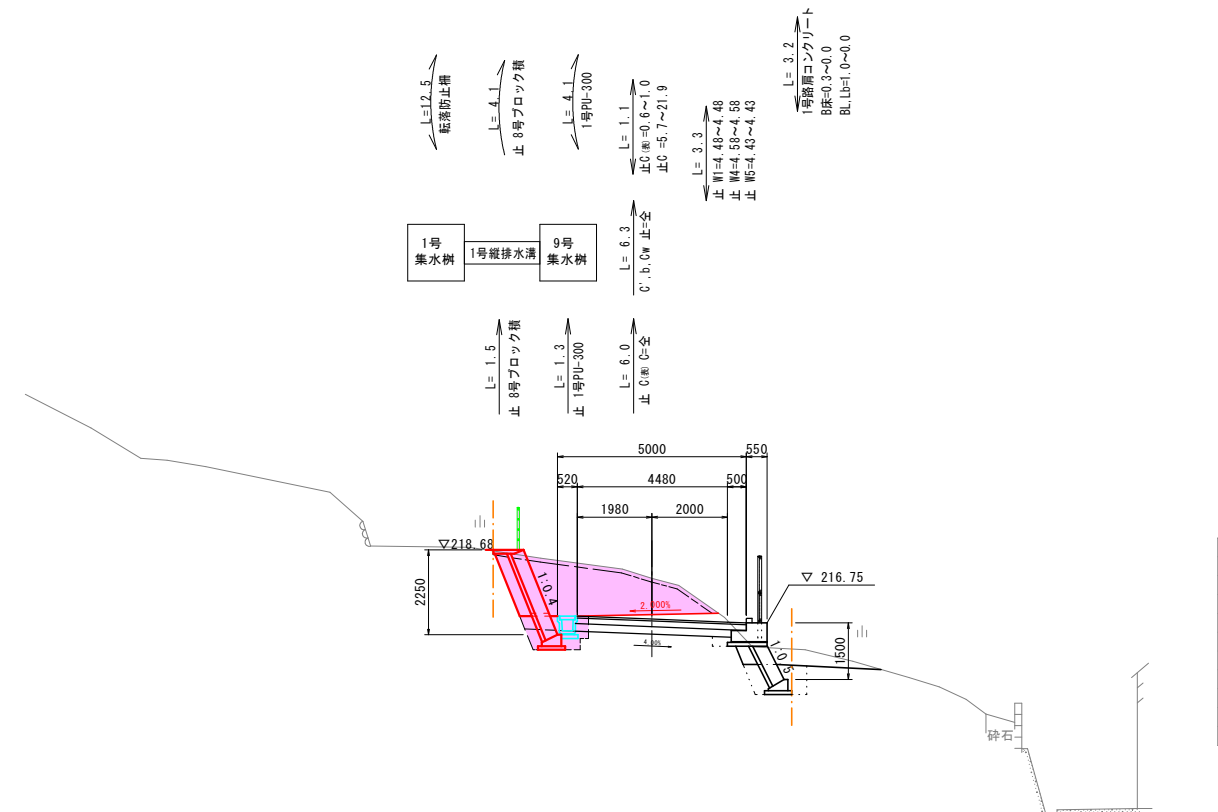 L=12.5
転落防止柵
L= 4.1
止 8号ブロック積
L= 4.1
1号PU-300
L= 1.1
止C(表)=0.6～1.0
止C =5.7～21.9
L= 3.3
止 W1=4.48～4.48
止 W4=4.58～4.58
止 W5=4.43～4.43
L= 3.2
1号路肩コンクリート
B床=0.3～0.0
BL,Lb=1.0～0.0
1号
集水桝
1号縦排水溝
9号
集水桝
L= 6.3
C',b,Cw 止=全
L= 1.5
止 8号ブロック積
L= 1.3
止 1号PU-300
L= 6.0
止 C(表) C=全
5000
550
520
4480
500
1980
2000
▽218.68
2250
1:0.4
2.000%
4.00%
▽ 216.75
1500
1:0.5
砕石